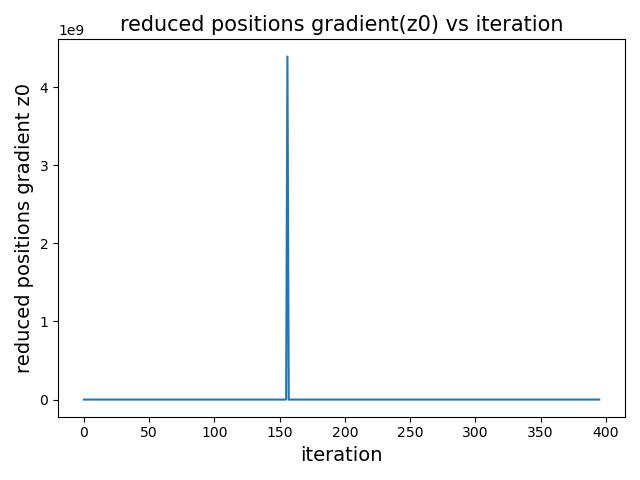 reduced positions gradient(z0) vs iteration
1e9
reduced positions gradient z0
4
3
2
1
0
0 50 100 150 200 250 300 350 400
iteration